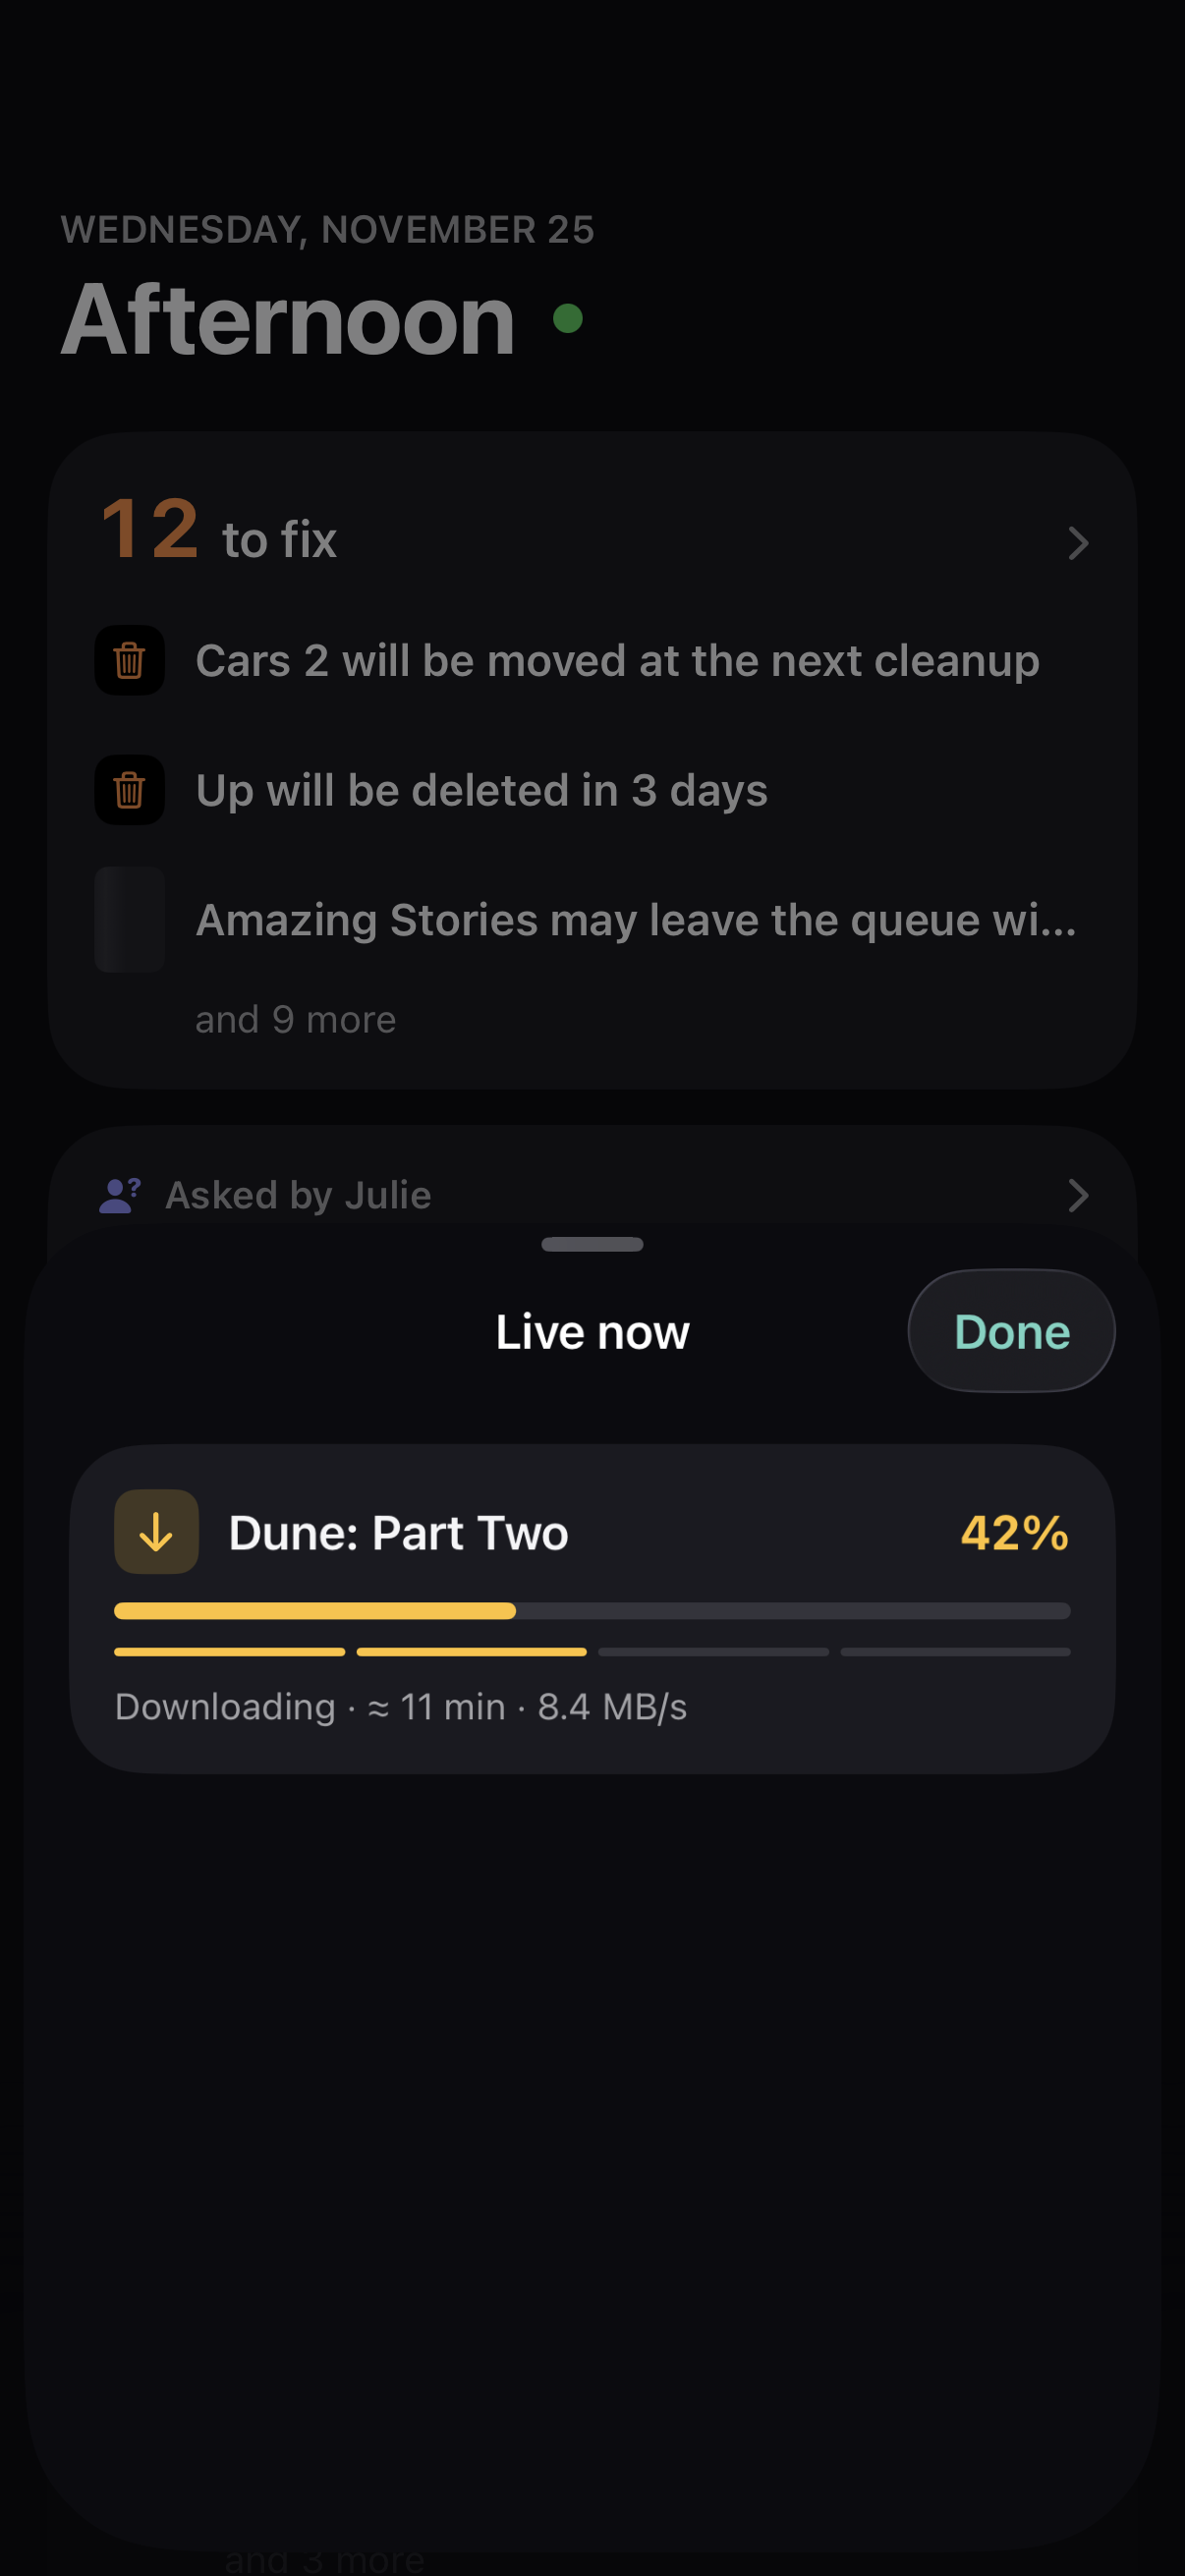 WEDNESDAY, NOVEMBER 25
Afternoon
12 to fix
Cars 2 will be moved at the next cleanup
Up will be deleted in 3 days
Amazing Stories may leave the queue wi...
and 9 more
Asked by Julie
Live now
Done
Dune: Part Two
42%
Downloading · ≈ 11 min · 8.4 MB/s
and 3 more